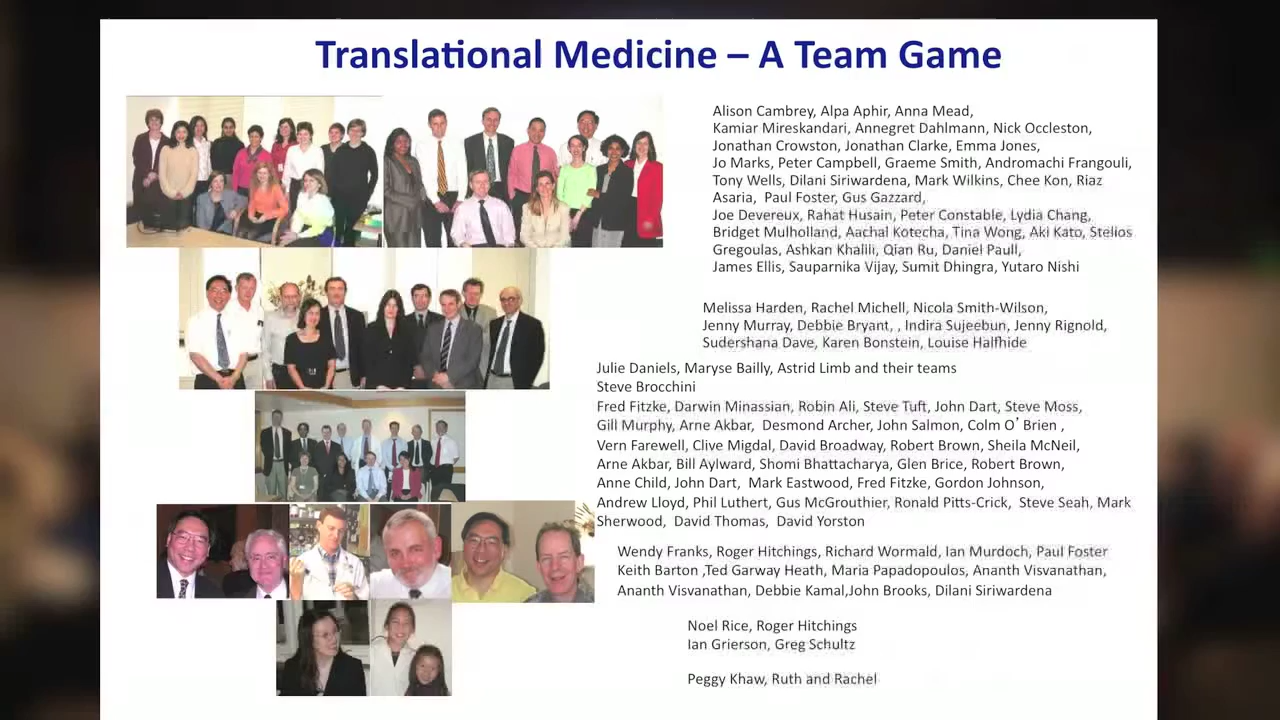 Translational Medicine – A Team Game
Alison Cambrey, Alpa Aphir, Anna Mead,
Kamiar Mireskandari, Annegret Dahlmann, Nick Occleston,
Jonathan Crowston, Jonathan Clarke, Emma Jones,
Jo Marks, Peter Campbell, Graeme Smith, Andromachi Frangouli,
Tony Wells, Dilani Siriwardena, Mark Wilkins, Chee Kon, Riaz
Asaria, Paul Foster, Gus Gazzard,
Joe Devereux, Rahat Husain, Peter Constable, Lydia Chang,
Bridget Mulholland, Aachal Kotecha, Tina Wong, Aki Kato, Stelios
Gregoulas, Ashkan Khalili, Qian Ru, Daniel Paull,
James Ellis, Sauparnika Vijay, Sumit Dhingra, Yutaro Nishi
Melissa Harden, Rachel Michell, Nicola Smith-Wilson,
Jenny Murray, Debbie Bryant, , Indira Sujeebun, Jenny Rignold,
Sudershana Dave, Karen Bonstein, Louise Halfhide
Julie Daniels, Maryse Bailly, Astrid Limb and their teams
Steve Brocchini
Fred Fitzke, Darwin Minassian, Robin Ali, Steve Tuft, John Dart, Steve Moss,
Gill Murphy, Arne Akbar, Desmond Archer, John Salmon, Colm O'Brien ,
Vern Farewell, Clive Migdal, David Broadway, Robert Brown, Sheila McNeil,
Arne Akbar, Bill Aylward, Shomi Bhattacharya, Glen Brice, Robert Brown,
Anne Child, John Dart, Mark Eastwood, Fred Fitzke, Gordon Johnson,
Andrew Lloyd, Phil Luthert, Gus McGrouthier, Ronald Pitts-Crick, Steve Seah, Mark
Sherwood, David Thomas, David Yorston
Wendy Franks, Roger Hitchings, Richard Wormald, Ian Murdoch, Paul Foster
Keith Barton ,Ted Garway Heath, Maria Papadopoulos, Ananth Visvanathan,
Ananth Visvanathan, Debbie Kamal,John Brooks, Dilani Siriwardena
Noel Rice, Roger Hitchings
Ian Grierson, Greg Schultz
Peggy Khaw, Ruth and Rachel